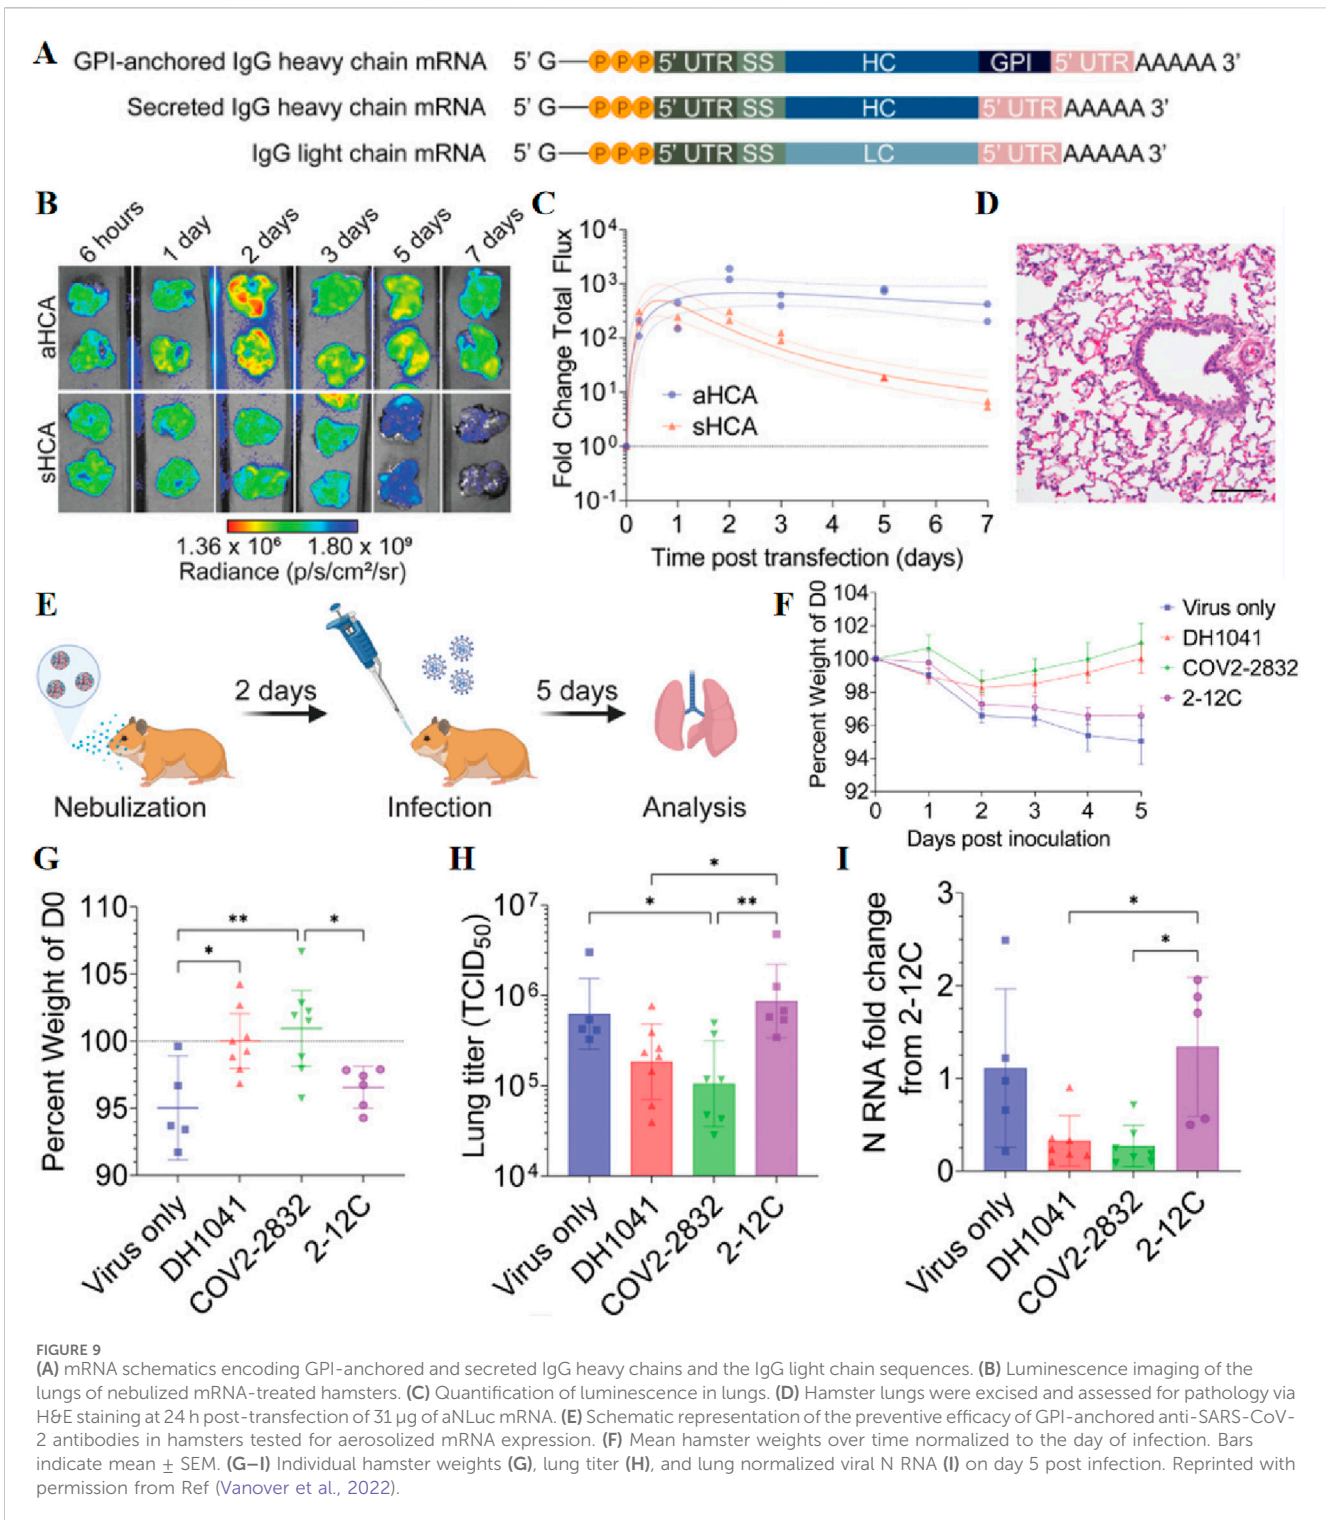 A
GPI-anchored IgG heavy chain mRNA 5' G—PPP 5' UTR SS HC GPI 5' UTR AAAAA 3'
Secreted IgG heavy chain mRNA 5' G—PPP 5' UTR SS HC 5' UTR AAAAA 3'
IgG light chain mRNA 5' G—PPP 5' UTR SS LC 5' UTR AAAAA 3'
B
6 hours 1 day 2 days 3 days 5 days 7 days
aHCA
sHCA
1.36 x 10⁶ 1.80 x 10⁹
Radiance (p/s/cm²/sr)
C
Fold Change Total Flux
10⁴
10³
10²
10¹
10⁰
10⁻¹
aHCA
sHCA
0 1 2 3 4 5 6 7
Time post transfection (days)
D
E
2 days
5 days
Nebulization Infection Analysis
F
Percent Weight of D0
104
102
100
98
96
94
92
0 1 2 3 4 5
Days post inoculation
Virus only
DH1041
COV2-2832
2-12C
G
Percent Weight of D0
110
105
100
95
90
** *
*
Virus only DH1041 COV2-2832 2-12C
H
Lung titer (TCID₅₀)
10⁷
10⁶
10⁵
10⁴
*
* **
Virus only DH1041 COV2-2832 2-12C
I
N RNA fold change
from 2-12C
3
2
1
0
*
*
Virus only DH1041 COV2-2832 2-12C
FIGURE 9
(A) mRNA schematics encoding GPI-anchored and secreted IgG heavy chains and the IgG light chain sequences. (B) Luminescence imaging of the
lungs of nebulized mRNA-treated hamsters. (C) Quantification of luminescence in lungs. (D) Hamster lungs were excised and assessed for pathology via
H&E staining at 24 h post-transfection of 31 µg of aNLuc mRNA. (E) Schematic representation of the preventive efficacy of GPI-anchored anti-SARS-CoV-
2 antibodies in hamsters tested for aerosolized mRNA expression. (F) Mean hamster weights over time normalized to the day of infection. Bars
indicate mean ± SEM. (G–I) Individual hamster weights (G), lung titer (H), and lung normalized viral N RNA (I) on day 5 post infection. Reprinted with
permission from Ref (Vanover et al., 2022).